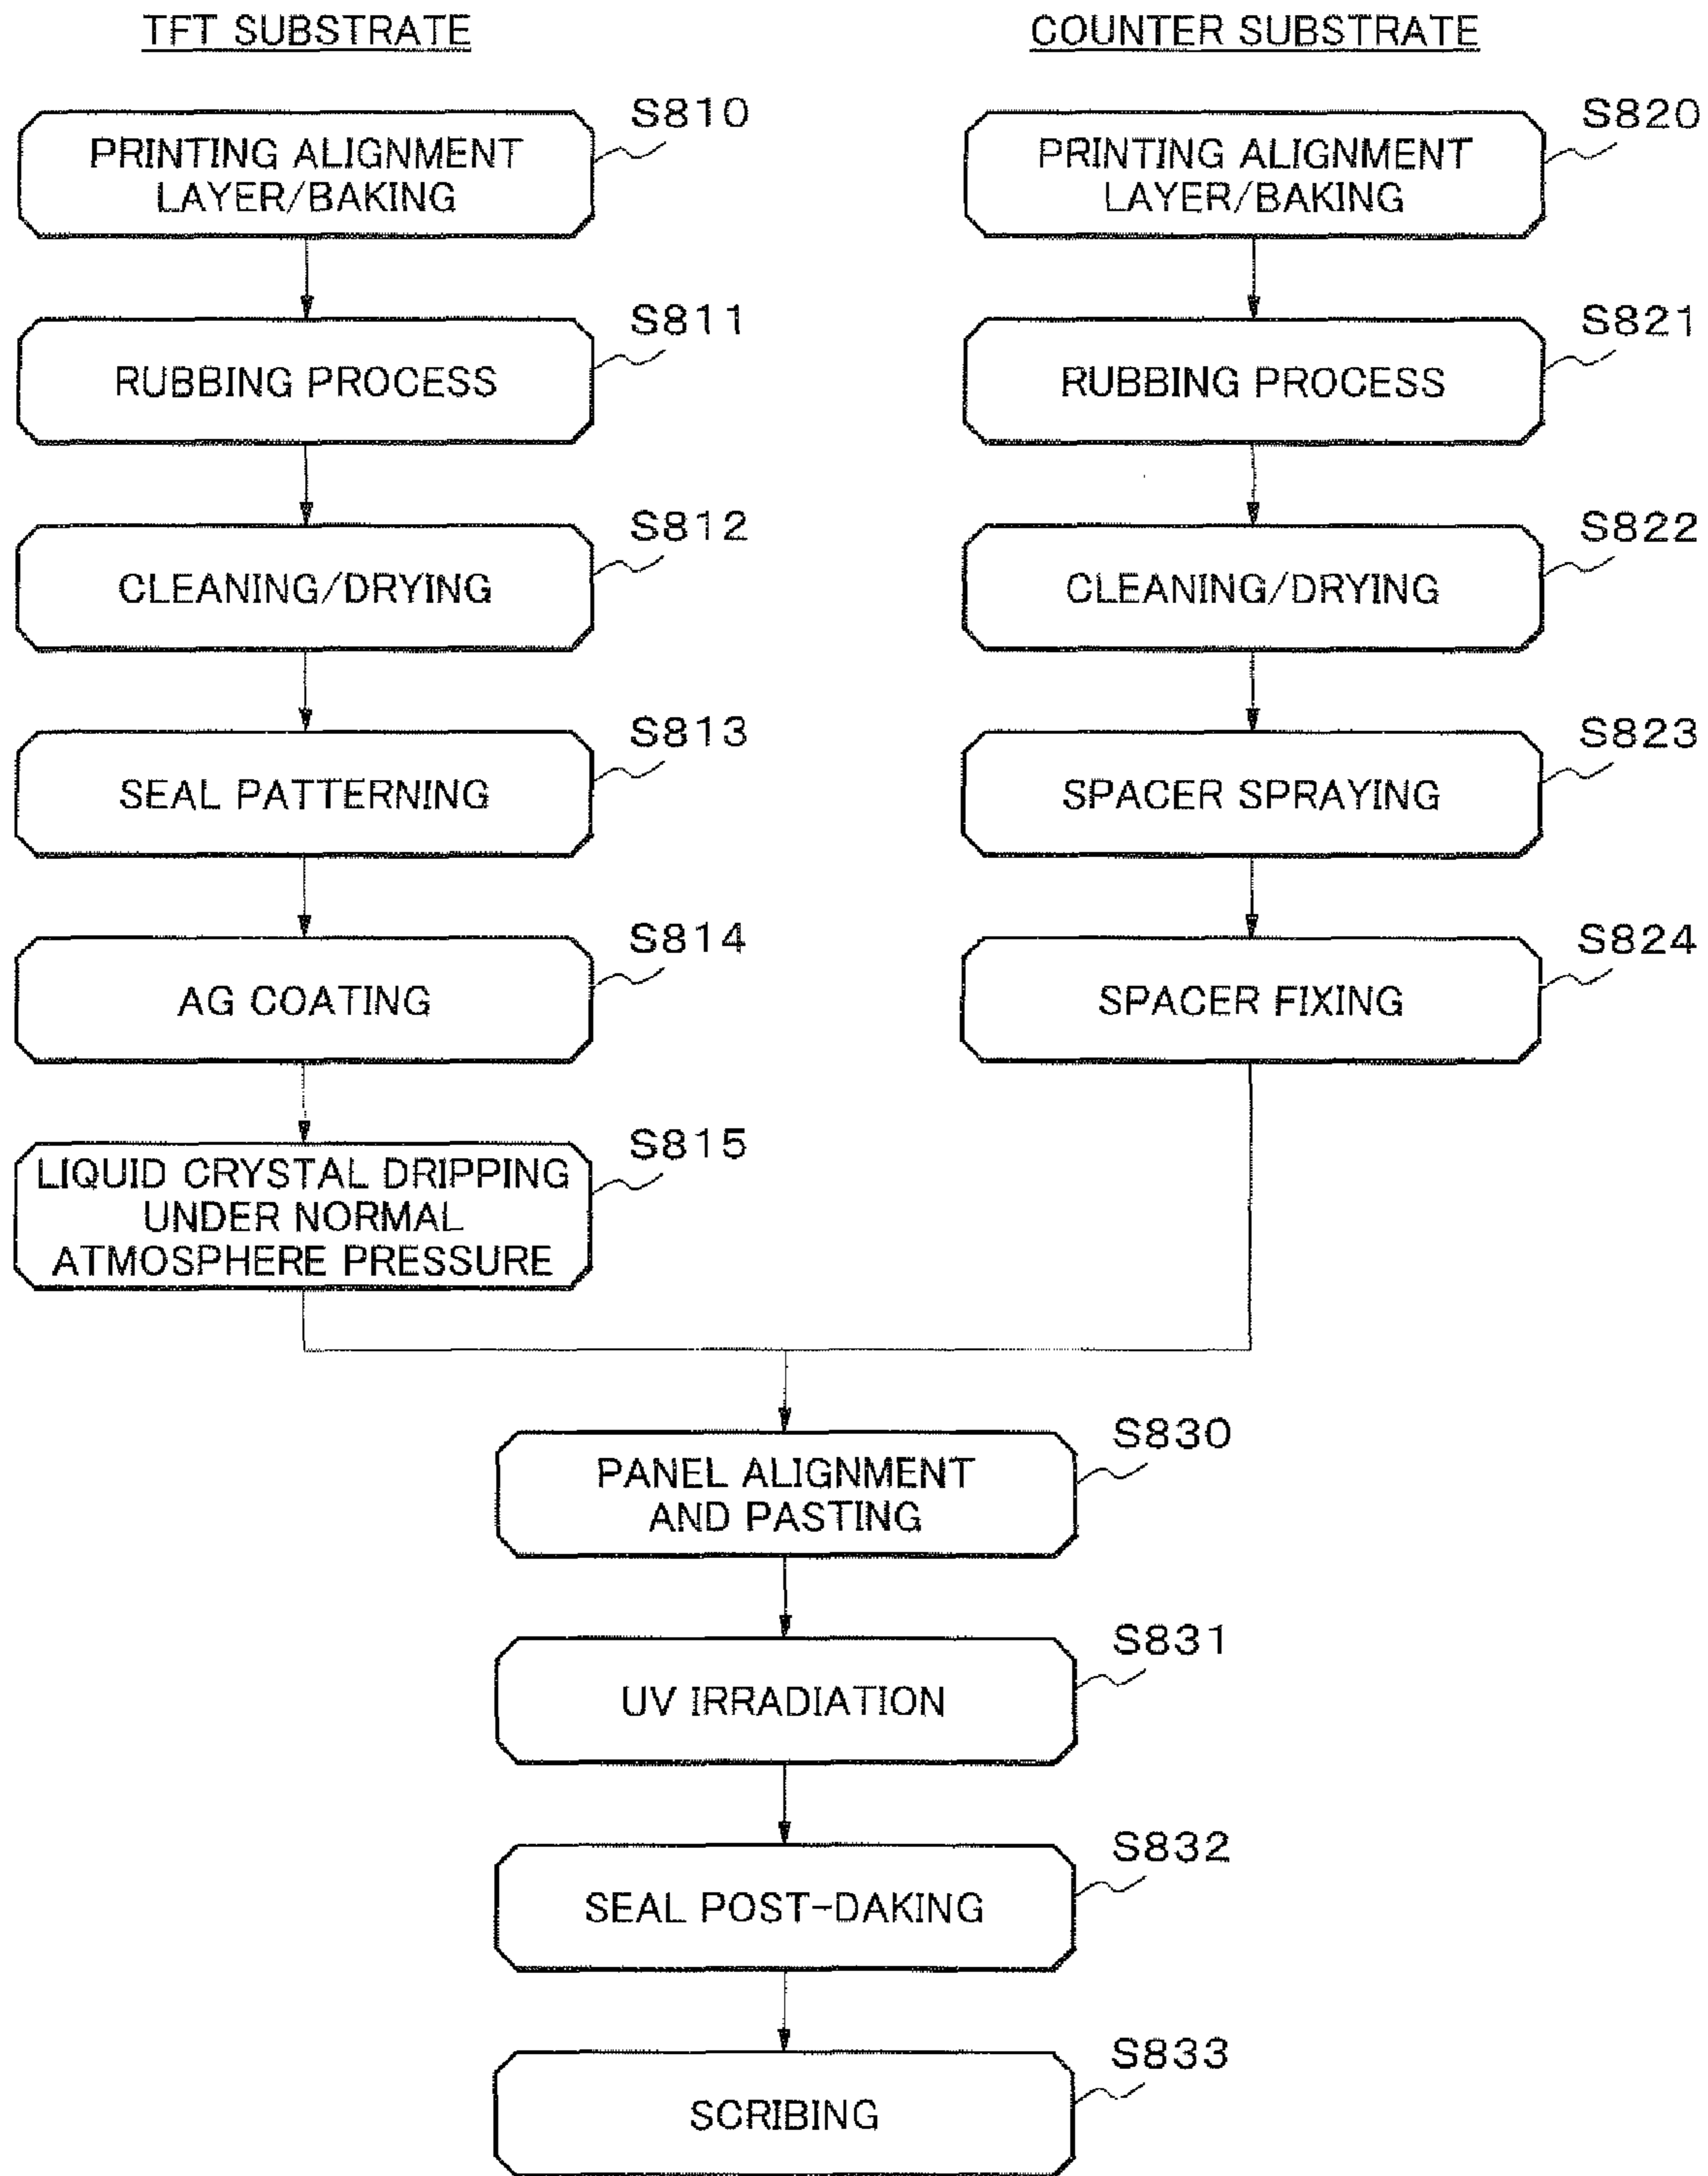 TFT SUBSTRATE
S810
PRINTING ALIGNMENT
LAYER/BAKING
S811
RUBBING PROCESS
S812
CLEANING/DRYING
S813
SEAL PATTERNING
S814
AG COATING
S815
LIQUID CRYSTAL DRIPPING
UNDER NORMAL
ATMOSPHERE PRESSURE
COUNTER SUBSTRATE
S820
PRINTING ALIGNMENT
LAYER/BAKING
S821
RUBBING PROCESS
S822
CLEANING/DRYING
S823
SPACER SPRAYING
S824
SPACER FIXING
S830
PANEL ALIGNMENT
AND PASTING
S831
UV IRRADIATION
S832
SEAL POST-DAKING
S833
SCRIBING